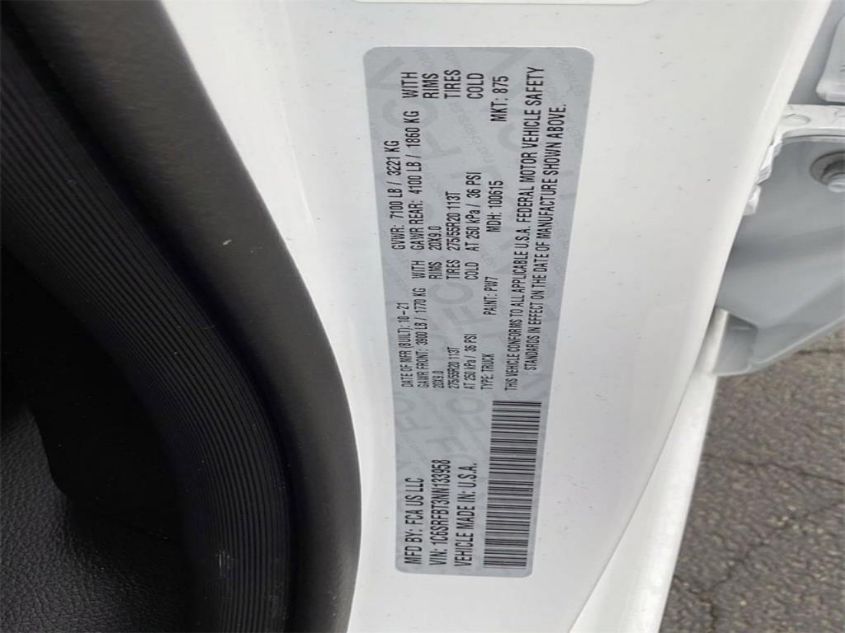 MFD BY: FCA US LLC
DATE OF MFR (BUILT): 10-21
GVWR: 7100 LB / 3221 KG
GAWR FRONT: 3900 LB / 1770 KG WITH
GAWR REAR: 4100 LB / 1860 KG WITH
20X9.0 RIMS
20X9.0 RIMS
275/55R20 113T TIRES
275/55R20 113T TIRES
AT 250 kPa / 36 PSI COLD
AT 250 kPa / 36 PSI COLD
VIN: 1C6SRFBT3NN133958
TYPE: TRUCK PAINT: PW7 MDH: 100615 MKT: 875
VEHICLE MADE IN: U.S.A.
THIS VEHICLE CONFORMS TO ALL APPLICABLE U.S.A. FEDERAL MOTOR VEHICLE SAFETY
STANDARDS IN EFFECT ON THE DATE OF MANUFACTURE SHOWN ABOVE.